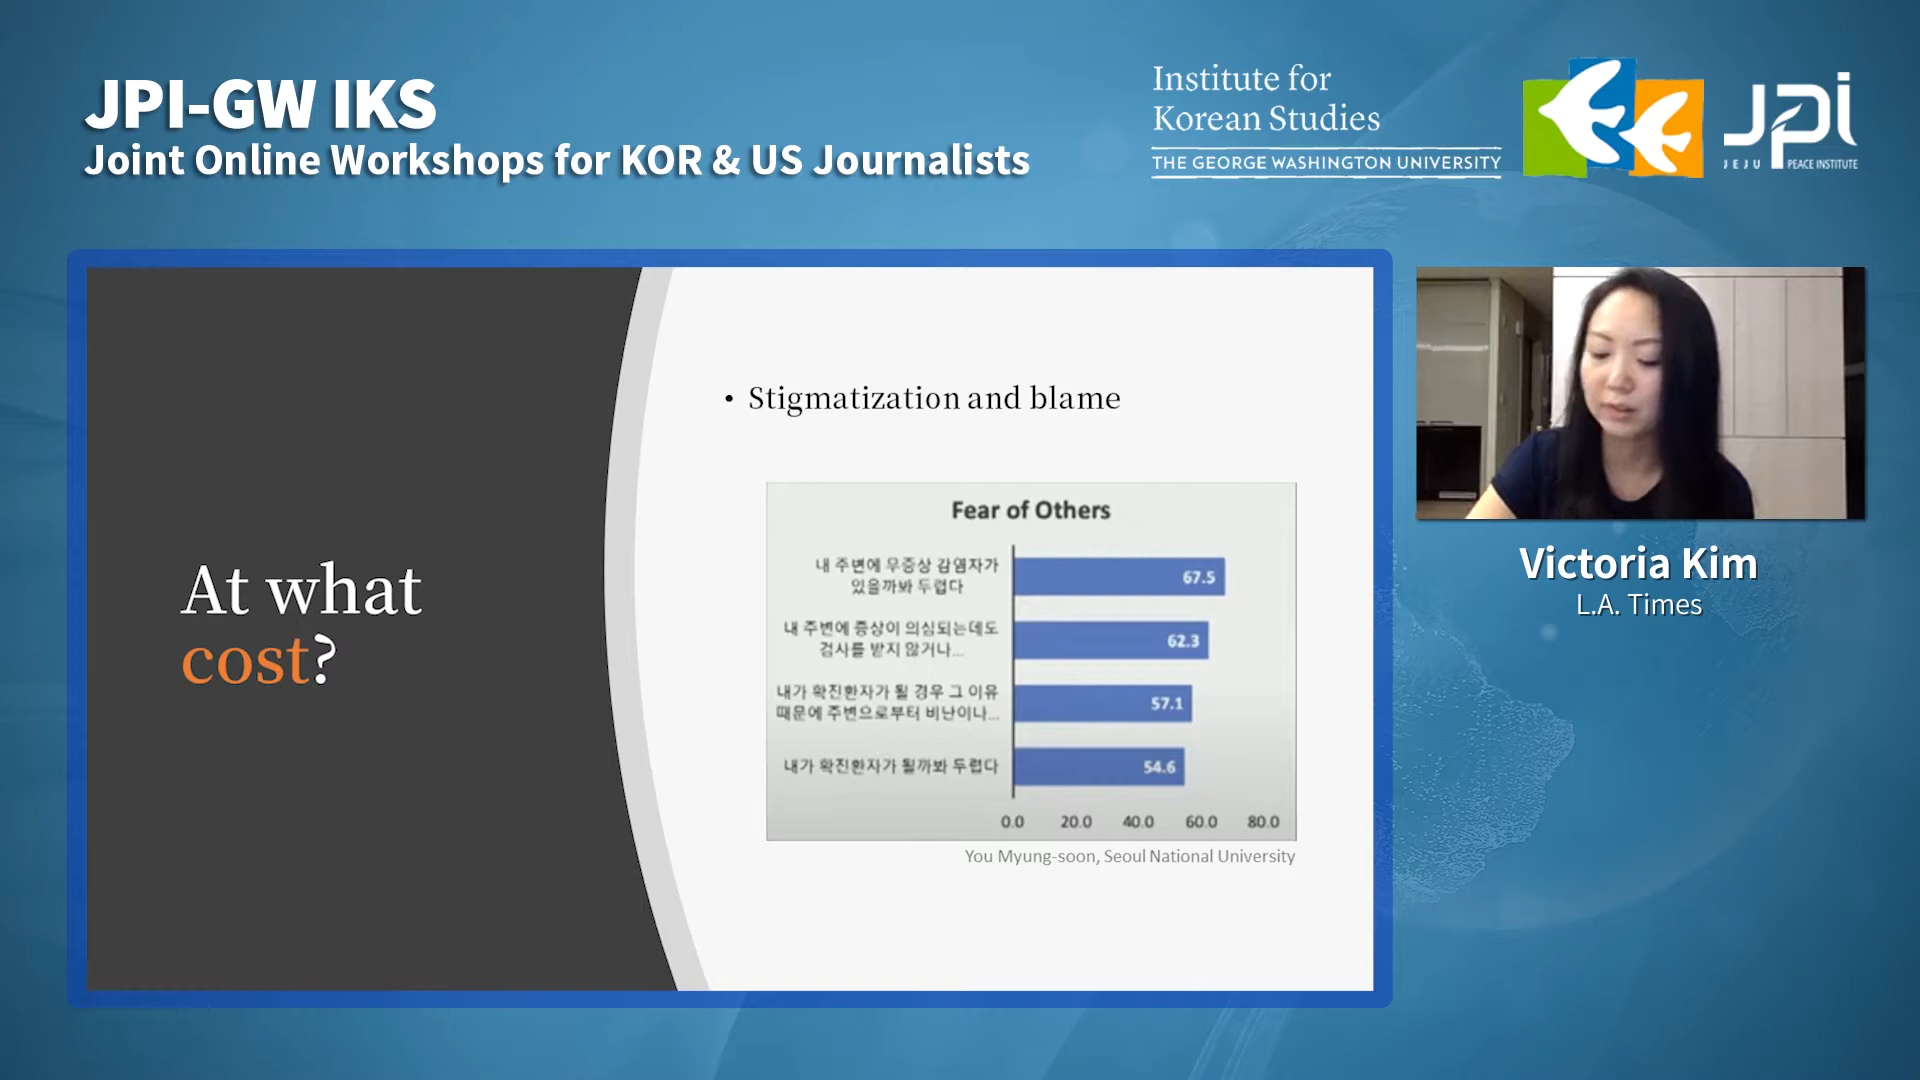 JPI-GW IKS
Joint Online Workshops for KOR & US Journalists
Institute for
Korean Studies
THE GEORGE WASHINGTON UNIVERSITY
JPI
JEJU PEACE INSTITUTE
At what
cost?
• Stigmatization and blame
Fear of Others
내 주변에 무증상 감염자가
있을까봐 두렵다
67.5
내 주변에 증상이 의심되는데도
검사를 받지 않거나...
62.3
내가 확진환자가 될 경우 그 이유
때문에 주변으로부터 비난이나...
57.1
내가 확진환자가 될까봐 두렵다
54.6
0.0 20.0 40.0 60.0 80.0
You Myung-soon, Seoul National University
Victoria Kim
L.A. Times